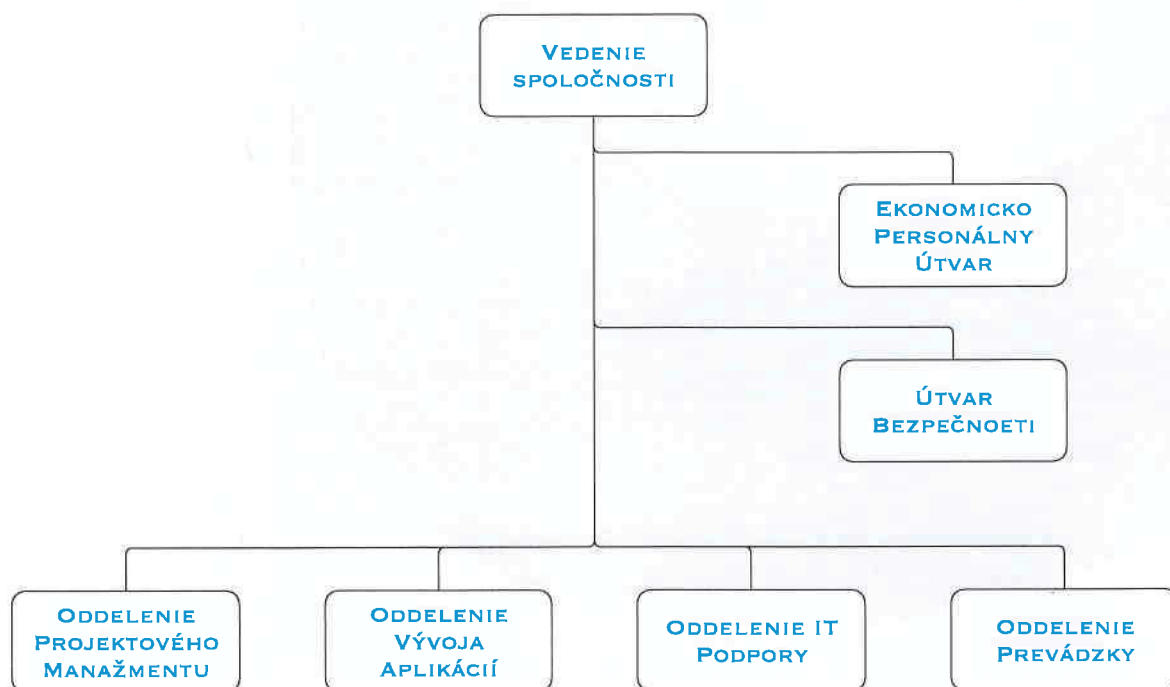 VEDENIE
SPOLOČNOSTI
EKONOMICKO
PERSONÁLNY
ÚTVAR
ÚTVAR
BEZPEČNOETI
ODDELENIE
PROJEKTOVÉHO
MANAŽMENTU
ODDELENIE
VÝVOJA
APLIKÁCIÍ
ODDELENIE IT
PODPORY
ODDELENIE
PREVÁDZKY